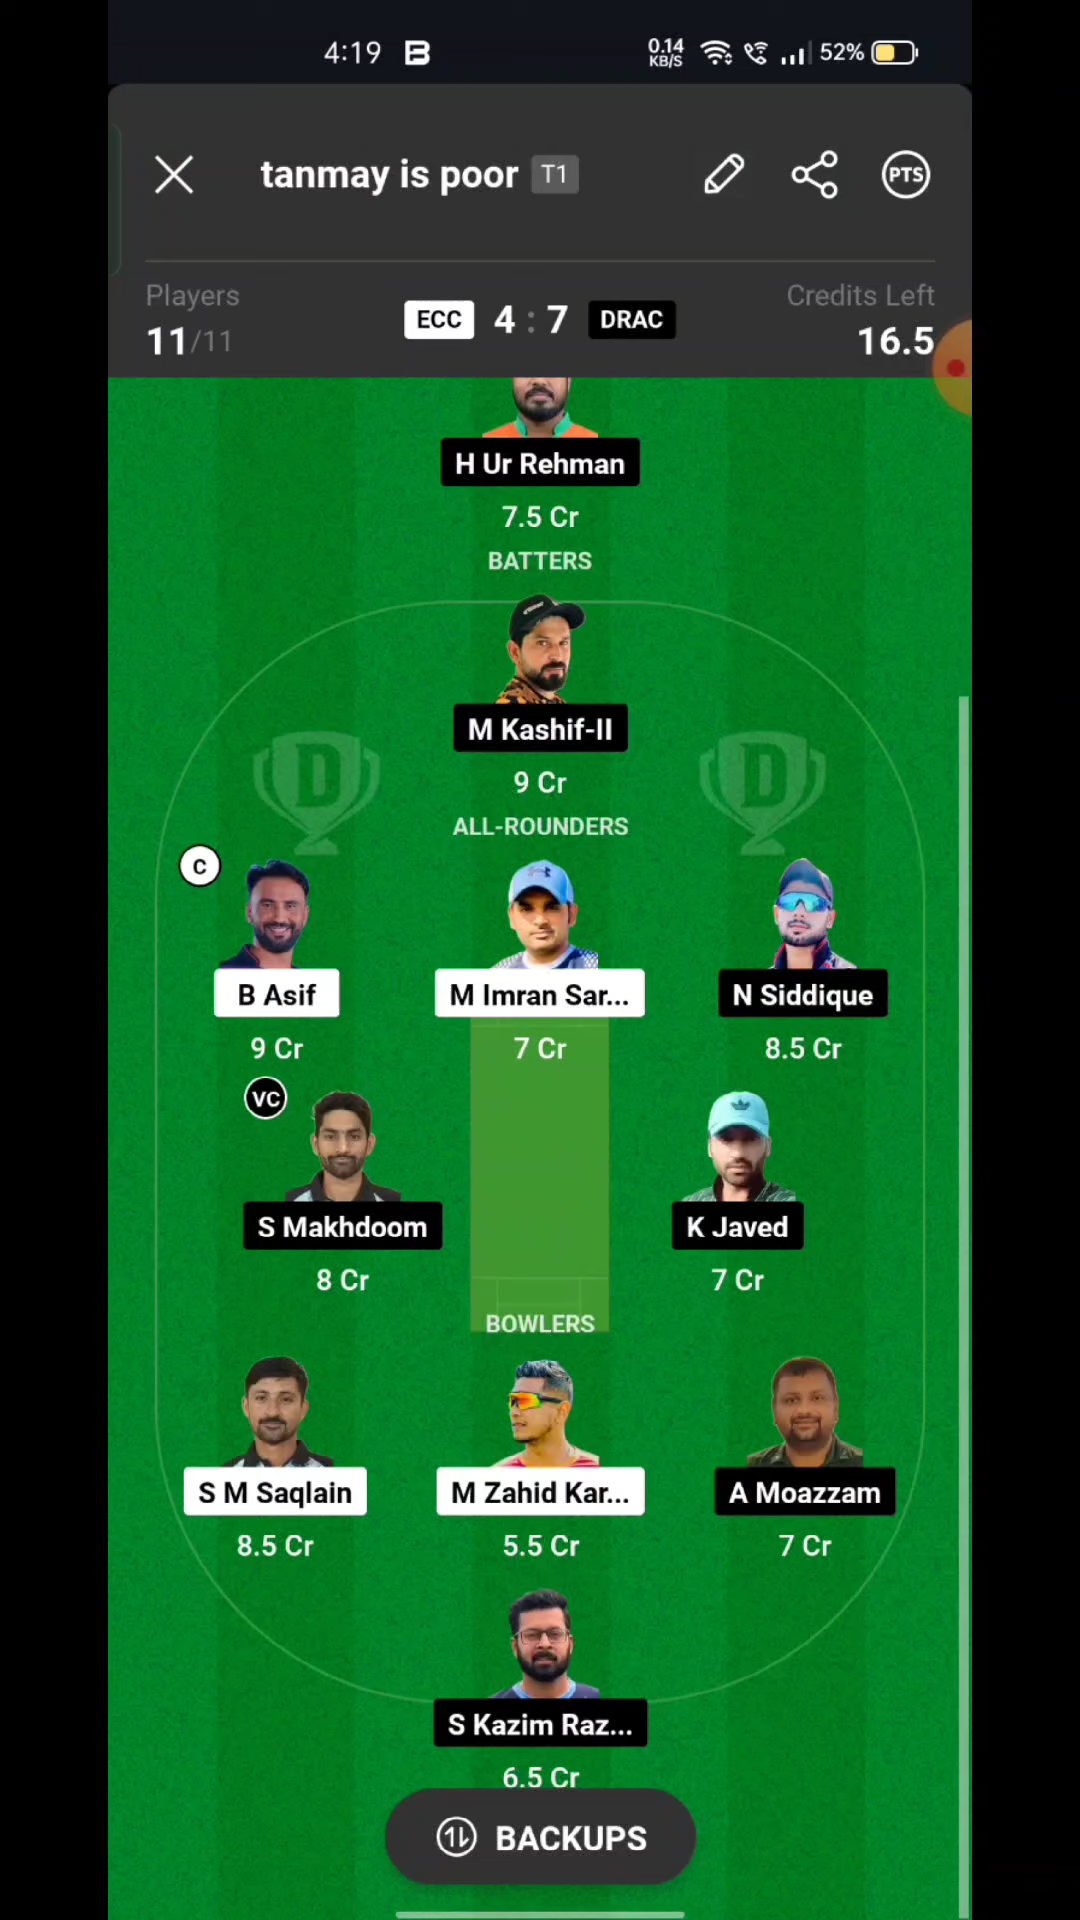 4:19 0.14 KB/S 52%
tanmay is poor T1 PTS
Players Credits Left
11/11 ECC 4 : 7 DRAC 16.5
H Ur Rehman
7.5 Cr
BATTERS
M Kashif-II
9 Cr
ALL-ROUNDERS
C
B Asif M Imran Sar... N Siddique
9 Cr 7 Cr 8.5 Cr
VC
S Makhdoom K Javed
8 Cr 7 Cr
BOWLERS
S M Saqlain M Zahid Kar... A Moazzam
8.5 Cr 5.5 Cr 7 Cr
S Kazim Raz...
6.5 Cr
BACKUPS